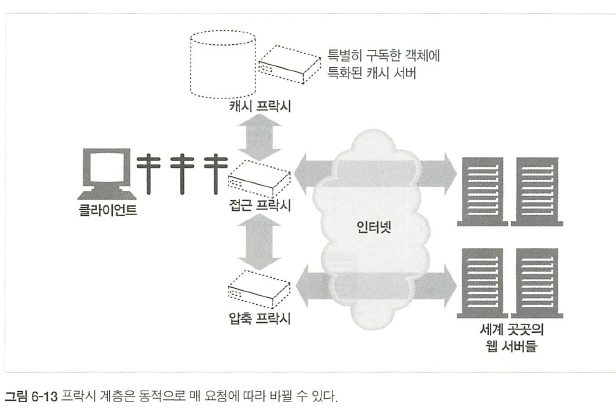 특별히 구독한 객체에
특화된 캐시 서버
캐시 프락시
클라이언트
접근 프락시
인터넷
압축 프락시
세계 곳곳의
웹 서버들
그림 6-13 프락시 계층은 동적으로 매 요청에 따라 바뀔 수 있다.